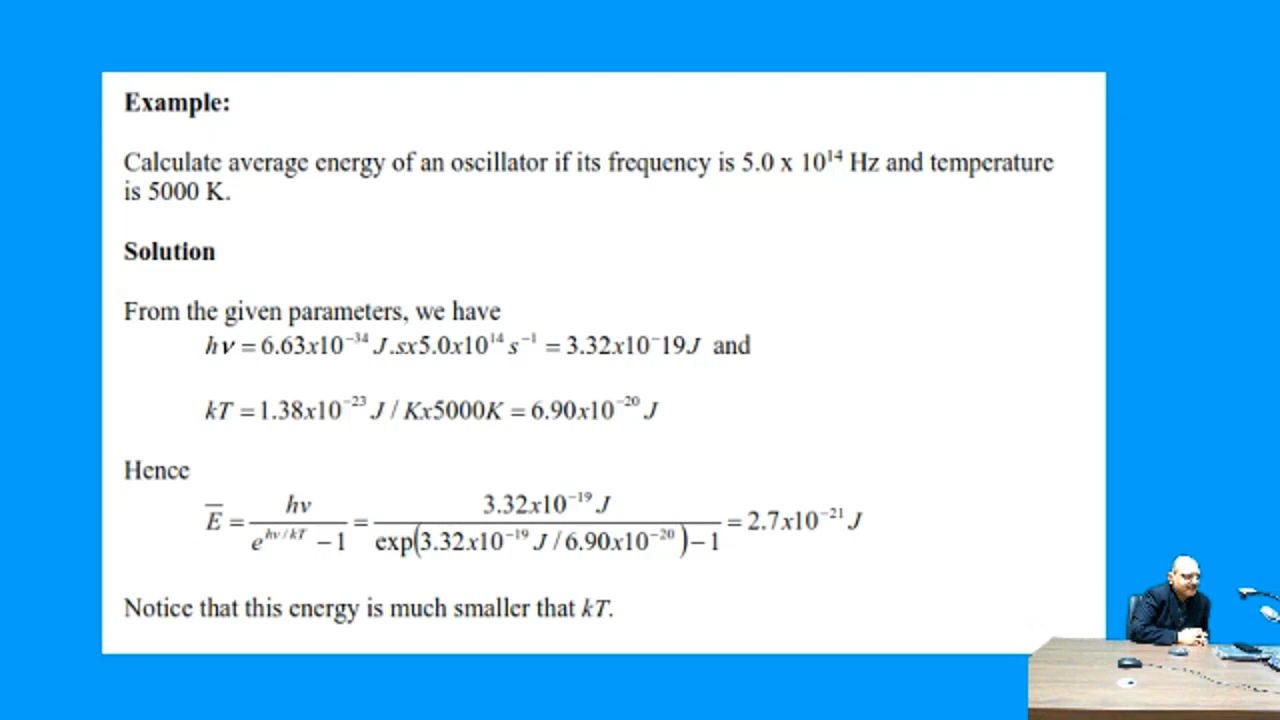 Example:
Calculate average energy of an oscillator if its frequency is 5.0 x 10¹⁴ Hz and temperature
is 5000 K.
Solution
From the given parameters, we have
hν = 6.63x10⁻³⁴ J.sx5.0x10¹⁴ s⁻¹ = 3.32x10⁻19J and
kT = 1.38x10⁻²³ J / Kx5000K = 6.90x10⁻²⁰ J
Hence
E̅ = hν / (e^(hν/kT) − 1) = 3.32x10⁻¹⁹ J / (exp(3.32x10⁻¹⁹ J / 6.90x10⁻²⁰) − 1) = 2.7x10⁻²¹ J
Notice that this energy is much smaller that kT.